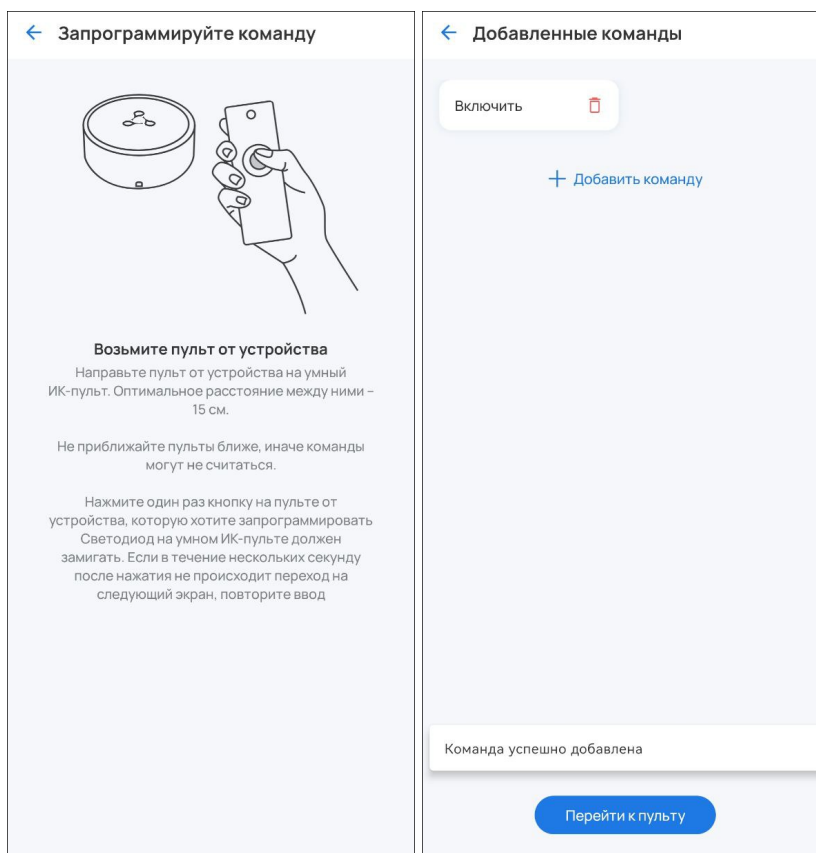 Запрограммируйте команду
Возьмите пульт от устройства
Направьте пульт от устройства на умный
ИК-пульт. Оптимальное расстояние между ними –
15 см.
Не приближайте пульты ближе, иначе команды
могут не считаться.
Нажмите один раз кнопку на пульте от
устройства, которую хотите запрограммировать
Светодиод на умном ИК-пульте должен
замигать. Если в течение нескольких секунду
после нажатия не происходит переход на
следующий экран, повторите ввод
Добавленные команды
Включить
Добавить команду
Команда успешно добавлена
Перейти к пульту